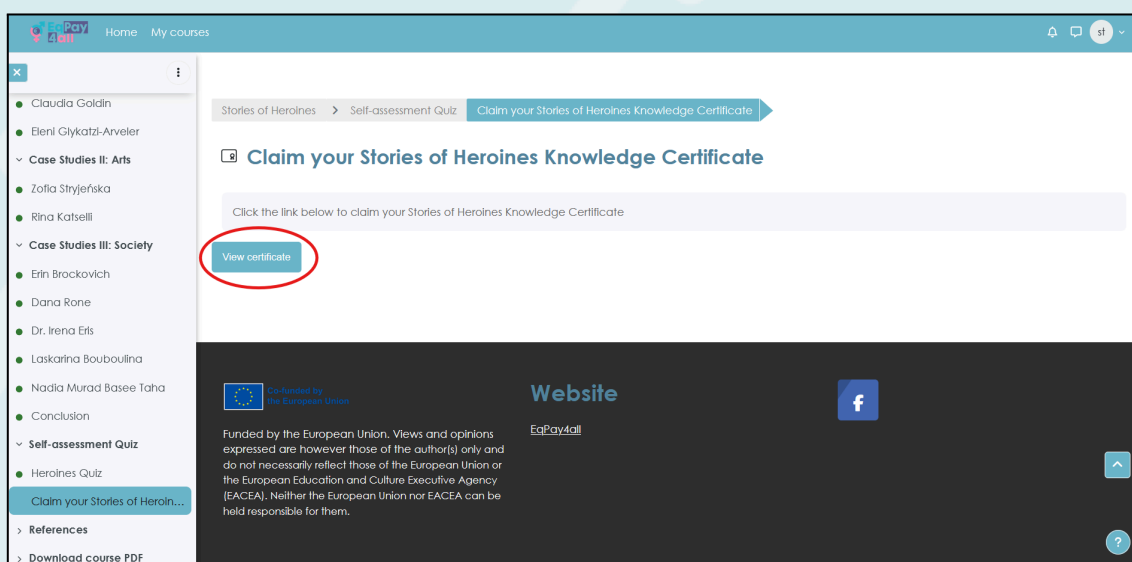 EqPay
4all
Home My courses
st
Claudia Goldin
Eleni Glykatzi-Arveler
Case Studies II: Arts
Zofia Stryjeńska
Rina Katselli
Case Studies III: Society
Erin Brockovich
Dana Rone
Dr. Irena Eris
Laskarina Bouboulina
Nadia Murad Basee Taha
Conclusion
Self-assessment Quiz
Heroines Quiz
Claim your Stories of Heroin...
References
Download course PDF
Stories of Heroines > Self-assessment Quiz Claim your Stories of Heroines Knowledge Certificate
Claim your Stories of Heroines Knowledge Certificate
Click the link below to claim your Stories of Heroines Knowledge Certificate
View certificate
Co-funded by
the European Union
Funded by the European Union. Views and opinions
expressed are however those of the author(s) only and
do not necessarily reflect those of the European Union or
the European Education and Culture Executive Agency
(EACEA). Neither the European Union nor EACEA can be
held responsible for them.
Website
EqPay4all
f
?